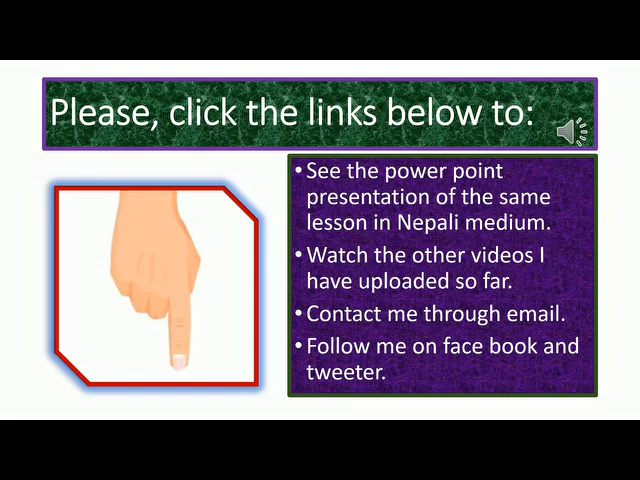 Please, click the links below to:
• See the power point
presentation of the same
lesson in Nepali medium.
• Watch the other videos I
have uploaded so far.
• Contact me through email.
• Follow me on face book and
tweeter.